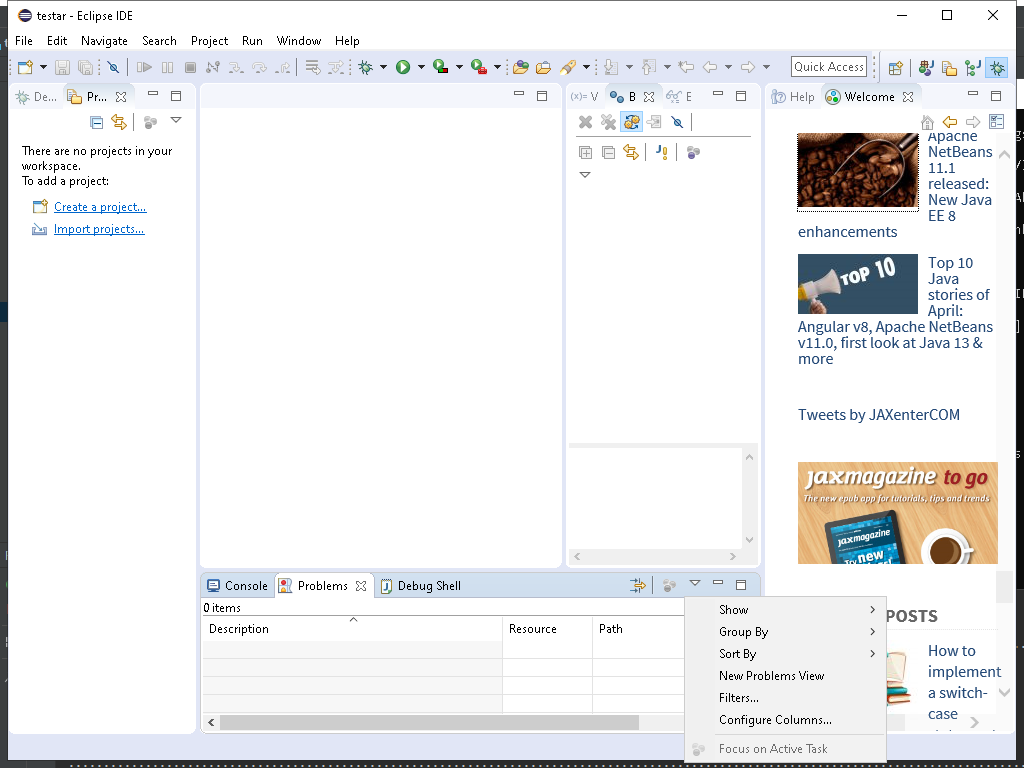 testar - Eclipse IDE
File Edit Navigate Search Project Run Window Help
Quick Access
De... Pr...
There are no projects in your
workspace.
To add a project:
Create a project...
Import projects...
(x)= V B E
Help Welcome
Apache
NetBeans
11.1
released:
New Java
EE 8
enhancements
TOP 10
Top 10
Java
stories of
April:
Angular v8, Apache NetBeans
v11.0, first look at Java 13 &
more
Tweets by JAXenterCOM
jaxmagazine to go
The new epub app for tutorials, tips and trends
jaxmagazine
new
POSTS
How to
implement
a switch-
case
Console Problems Debug Shell
0 items
Description Resource Path
Show
Group By
Sort By
New Problems View
Filters...
Configure Columns...
Focus on Active Task